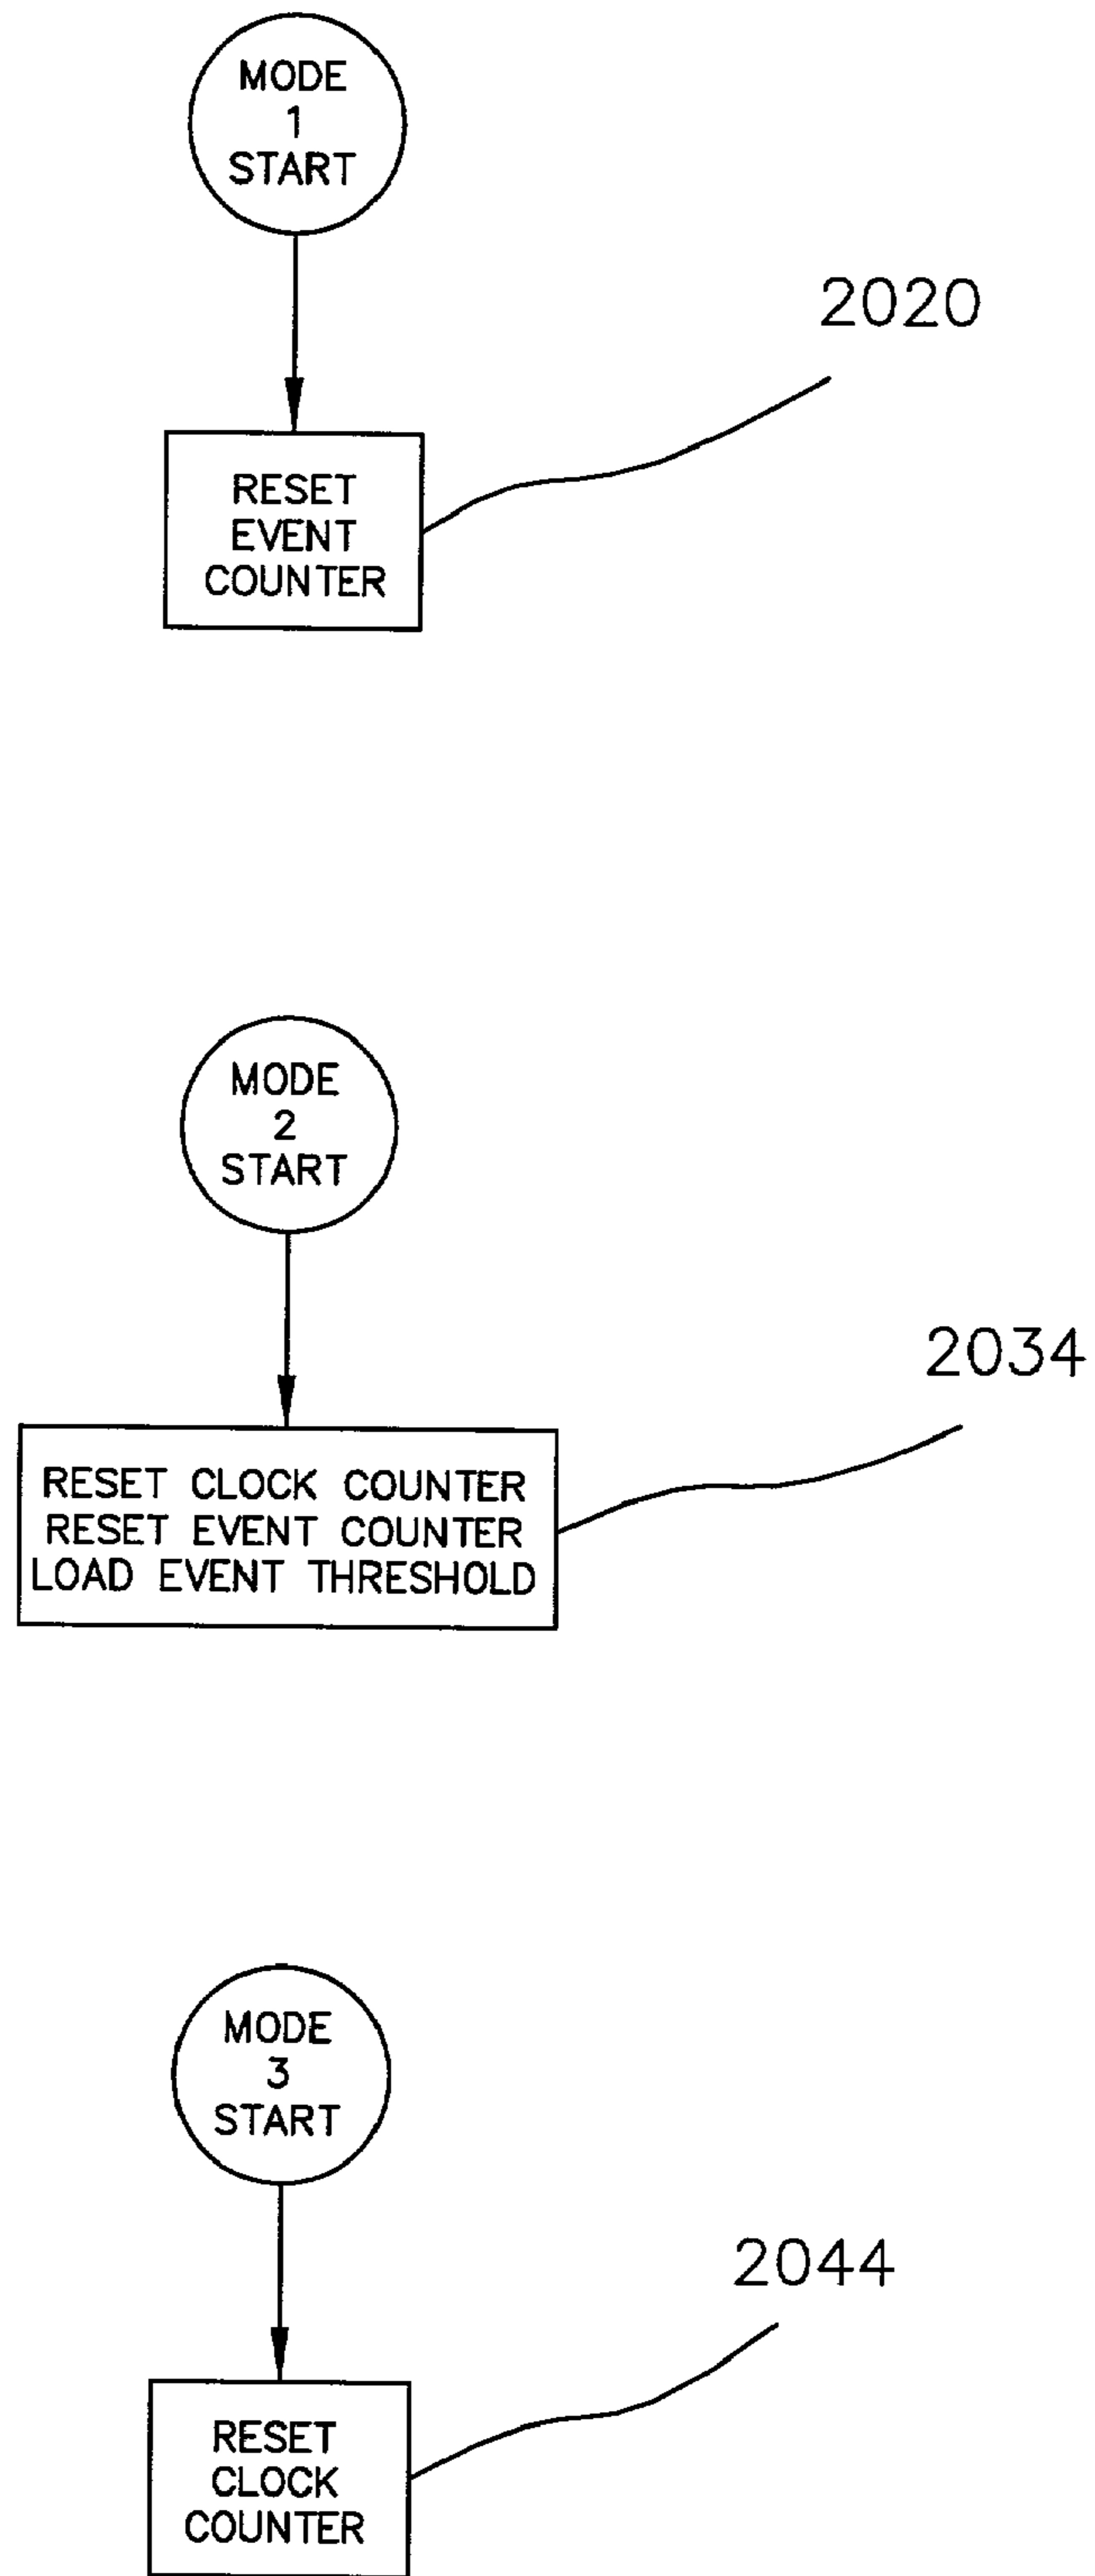 MODE
1
START
2020
RESET
EVENT
COUNTER
MODE
2
START
2034
RESET CLOCK COUNTER
RESET EVENT COUNTER
LOAD EVENT THRESHOLD
MODE
3
START
2044
RESET
CLOCK
COUNTER